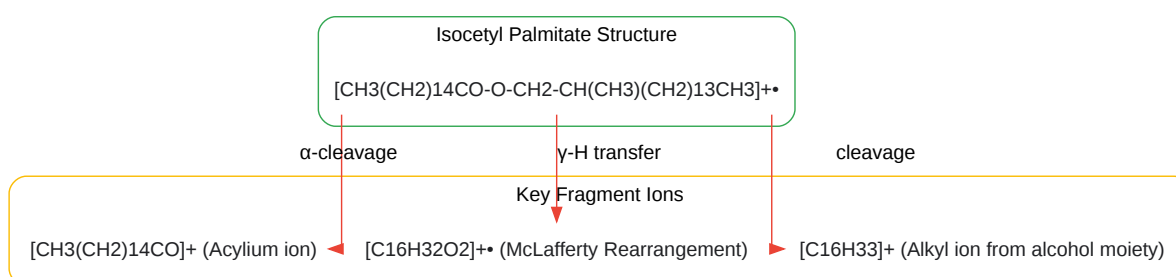 Isocetyl Palmitate Structure
[CH3(CH2)14CO-O-CH2-CH(CH3)(CH2)13CH3]+•
α-cleavage
γ-H transfer
cleavage
Key Fragment Ions
[CH3(CH2)14CO]+ (Acylium ion)
[C16H32O2]+• (McLafferty Rearrangement)
[C16H33]+ (Alkyl ion from alcohol moiety)